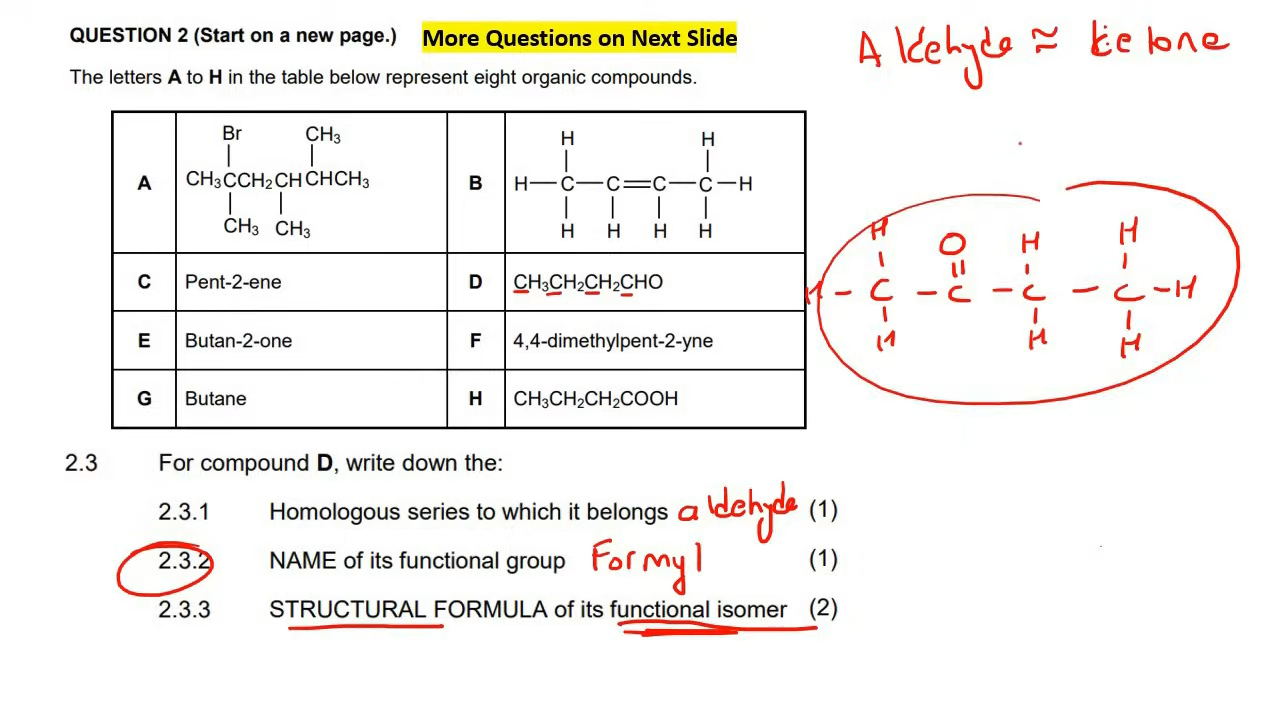 QUESTION 2 (Start on a new page.) More Questions on Next Slide
Aldehyde ≈ ketone
The letters A to H in the table below represent eight organic compounds.
Br CH₃
A CH₃CCH₂CHCHCH₃
CH₃ CH₃
H H
B H—C—C=C—C—H
H H H H
C Pent-2-ene D CH₃CH₂CH₂CHO
E Butan-2-one F 4,4-dimethylpent-2-yne
G Butane H CH₃CH₂CH₂COOH
H O H H
H - C - C - C - C - H
H H H
2.3 For compound D, write down the:
2.3.1 Homologous series to which it belongs aldehyde (1)
2.3.2 NAME of its functional group Formyl (1)
2.3.3 STRUCTURAL FORMULA of its functional isomer (2)